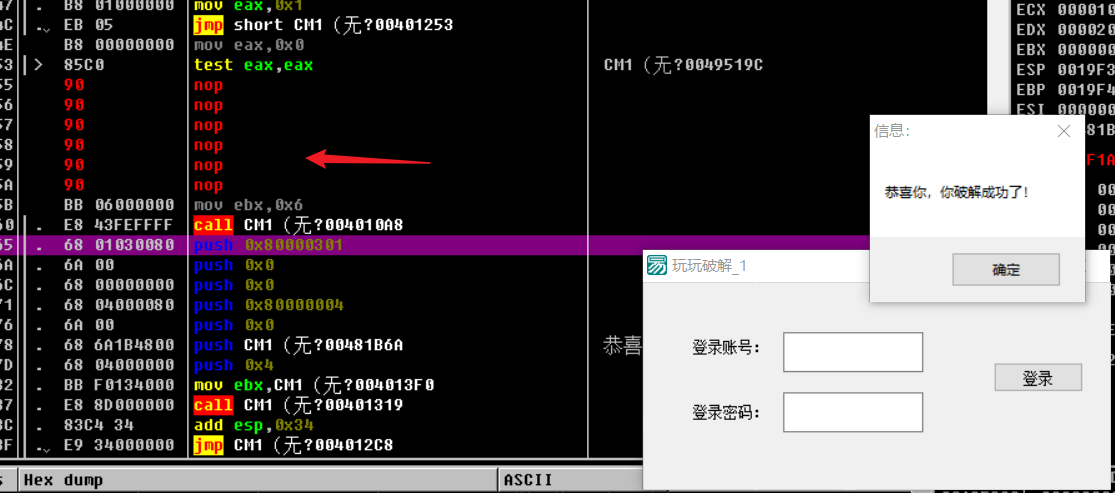 47 . B8 01000000 mov eax,0x1
4C . EB 05 jmp short CM1 (无?00401253
4E B8 00000000 mov eax,0x0
53 > 85C0 test eax,eax CM1 (无?0049519C
55 90 nop
56 90 nop
57 90 nop
58 90 nop
59 90 nop
5A 90 nop
5B BB 06000000 mov ebx,0x6
60 . E8 43FEFFFF call CM1 (无?004010A8
65 . 68 01030080 push 0x80000301
6A . 6A 00 push 0x0
6C . 68 00000000 push 0x0
71 . 68 04000080 push 0x80000004
76 . 6A 00 push 0x0
78 . 68 6A1B4800 push CM1 (无?00481B6A 恭喜
7D . 68 04000000 push 0x4
82 . BB F0134000 mov ebx,CM1 (无?004013F0
87 . E8 8D000000 call CM1 (无?00401319
8C . 83C4 34 add esp,0x34
8F . E9 34000000 jmp CM1 (无?004012C8
Hex dump ASCII
ECX 000010
EDX 000020
EBX 000000
ESP 0019F3
EBP 0019F4
ESI 000000
81B
F1A
信息:
恭喜你，你破解成功了!
确定
玩玩破解_1
登录账号：
登录密码：
登录